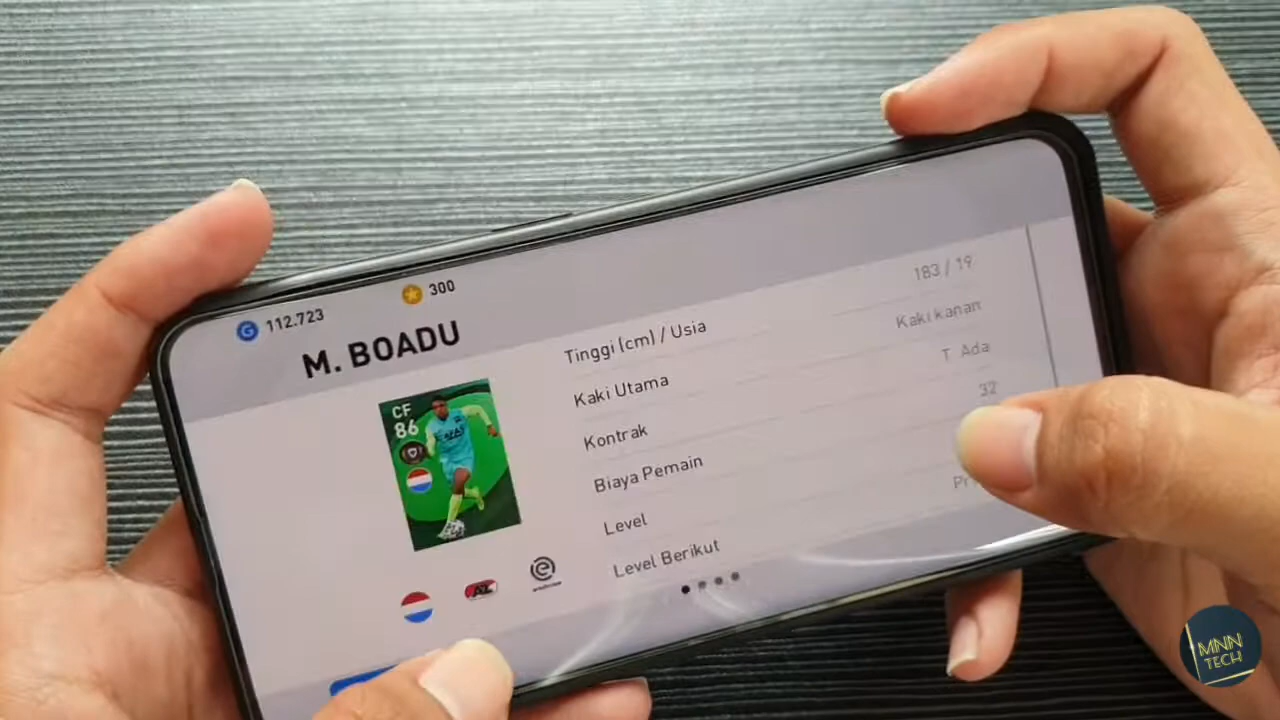 112.723
300
M. BOADU
CF
86
AZ
Tinggi (cm) / Usia
183 / 19
Kaki Utama
Kaki kanan
Kontrak
T. Ada
Biaya Pemain
32
Level
Level Berikut
MNN
TECH